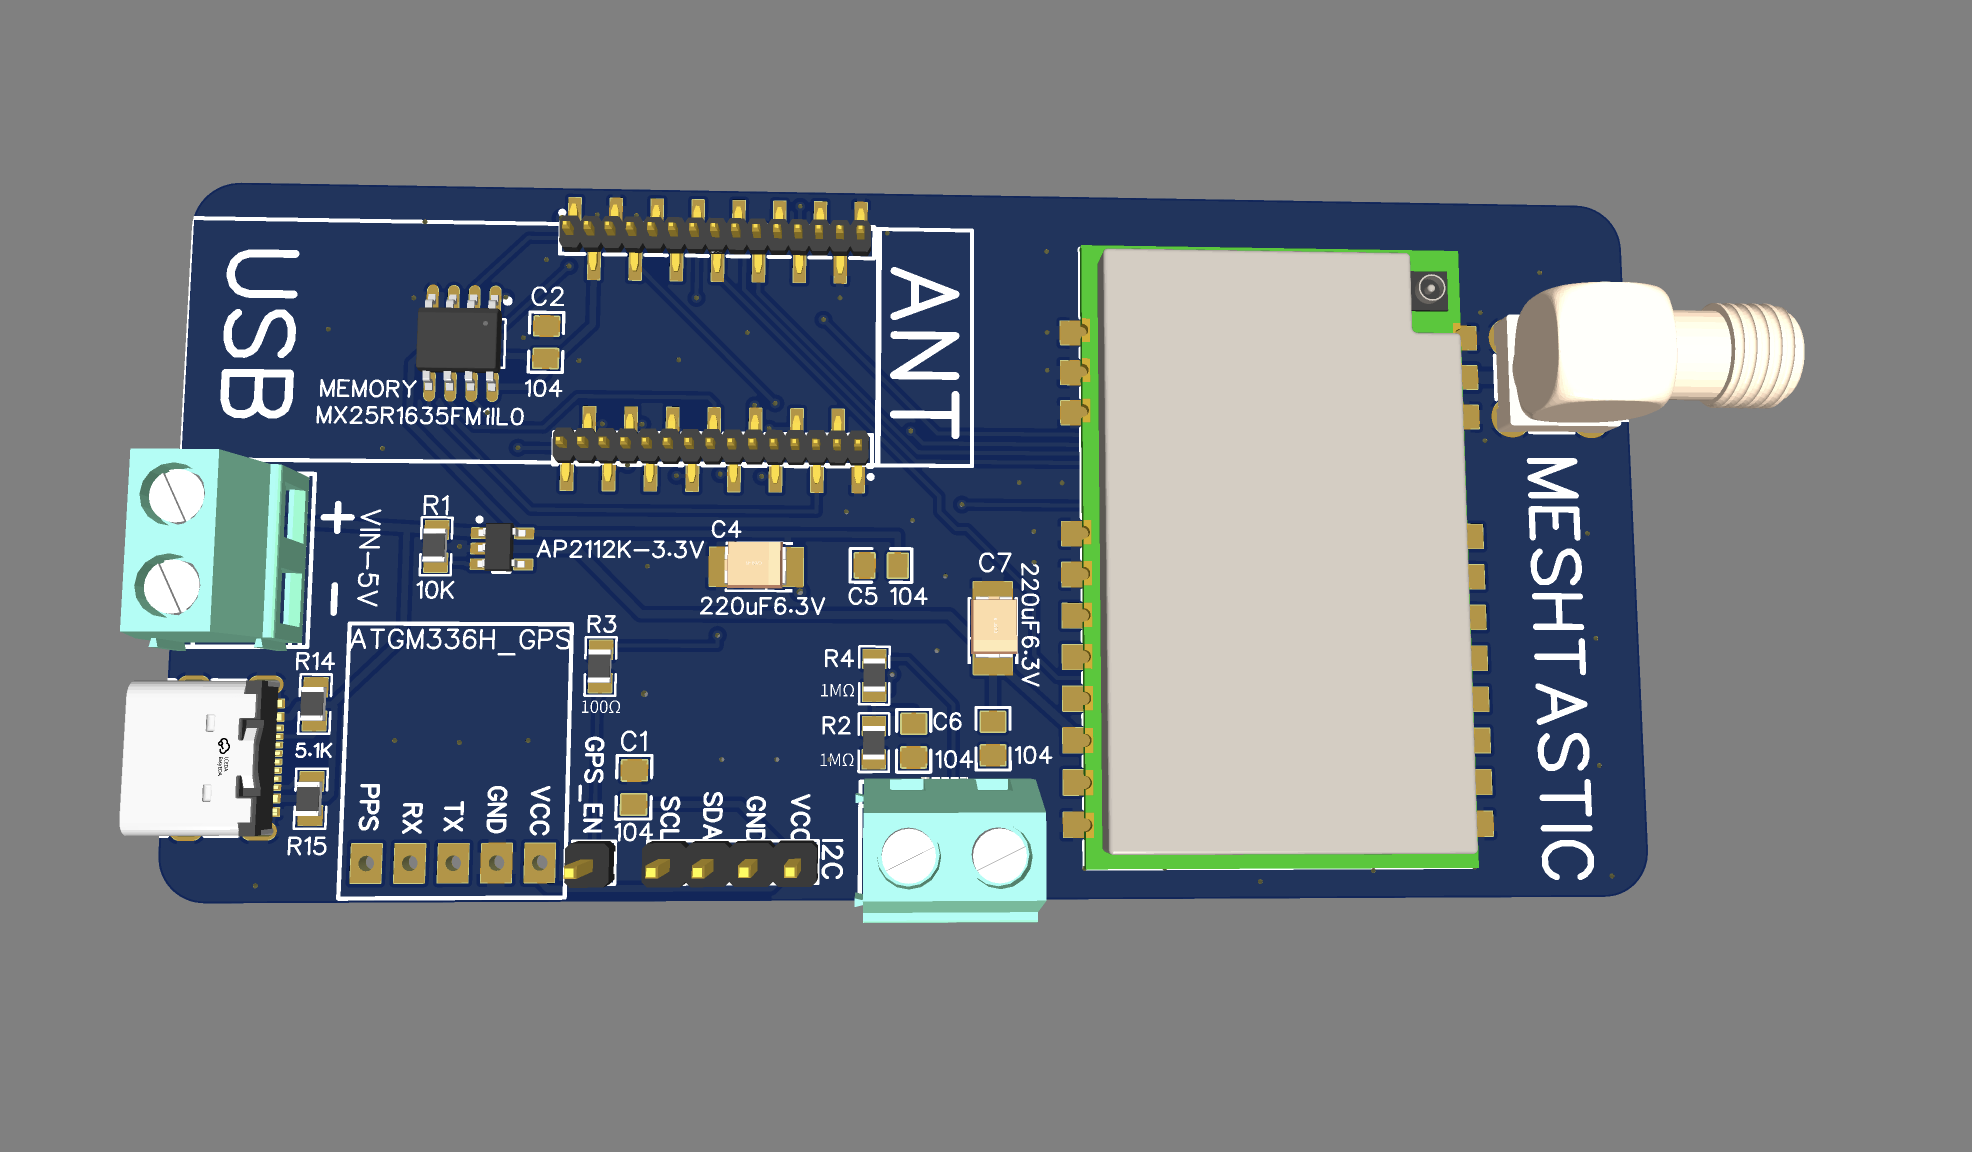 USB
MEMORY
MX25R1635FM1IL0
C2
104
ANT
+
VIN-5V
-
R1
10K
AP2112K-3.3V
C4
220uF6.3V
C5
104
C7
220uF6.3V
MESHTASTIC
ATGM336H_GPS
R14
5.1K
R15
R3
100Ω
R4
1MΩ
R2
1MΩ
C6
104
104
GPS_EN
C1
104
PPS
RX
TX
GND
VCC
SCL
SDA
GND
VCC
I2C